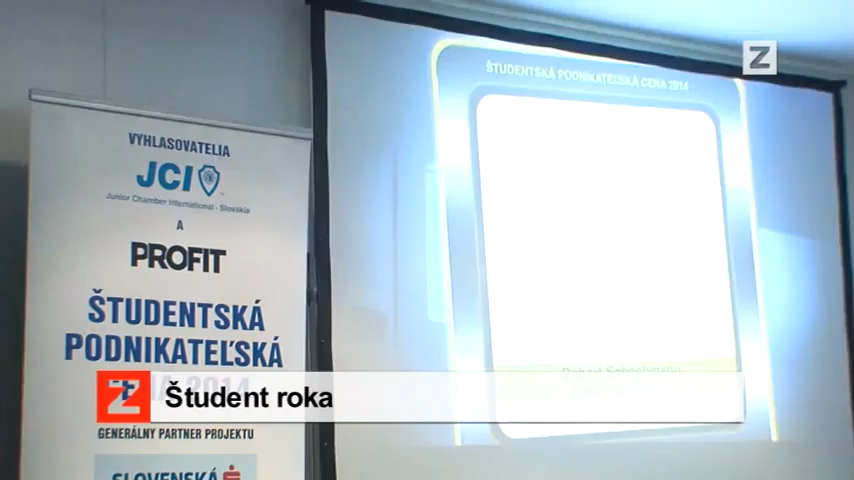 ŠTUDENTSKÁ PODNIKATEĽSKÁ CENA 2014
VYHLASOVATELIA
JCI
Junior Chamber International - Slovakia
A
PROFIT
ŠTUDENTSKÁ
PODNIKATEĽSKÁ
2014
GENERÁLNY PARTNER PROJEKTU
SLOVENSKÁ
Z
Z
Študent roka